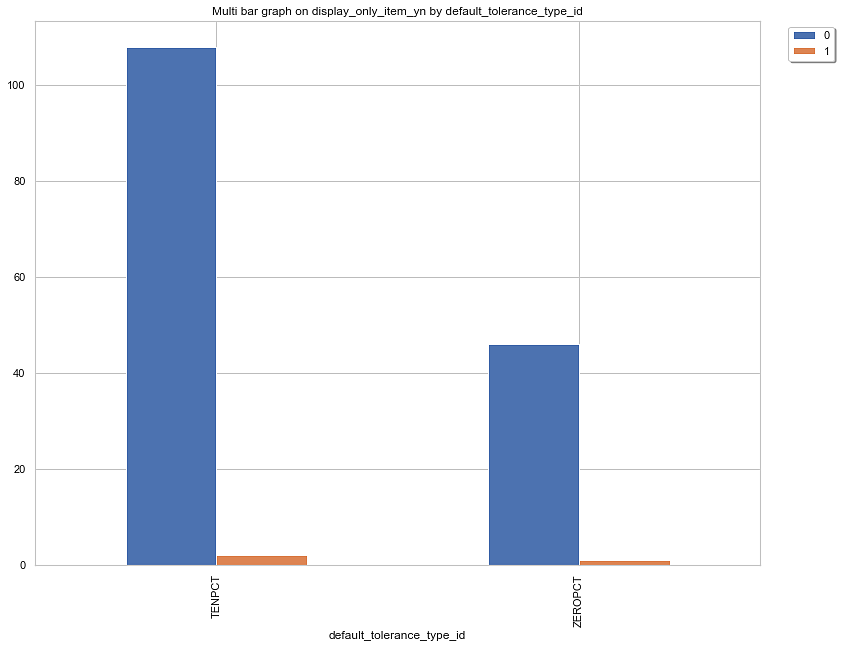 Multi bar graph on display_only_item_yn by default_tolerance_type_id
0
1
100
80
60
40
20
0
TENPCT
ZEROPCT
default_tolerance_type_id